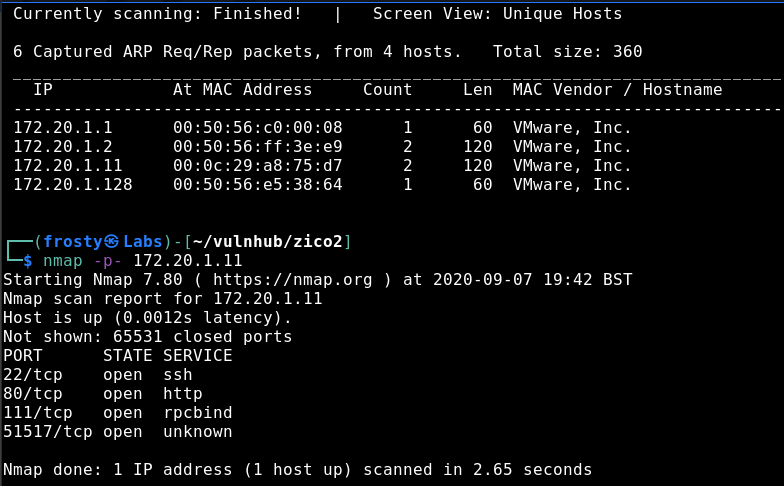 Currently scanning: Finished!   |   Screen View: Unique Hosts
6 Captured ARP Req/Rep packets, from 4 hosts.   Total size: 360
_____________________________________________________________________________
IP            At MAC Address     Count     Len  MAC Vendor / Hostname
-----------------------------------------------------------------------------
172.20.1.1      00:50:56:c0:00:08      1      60  VMware, Inc.
172.20.1.2      00:50:56:ff:3e:e9      2     120  VMware, Inc.
172.20.1.11     00:0c:29:a8:75:d7      2     120  VMware, Inc.
172.20.1.128    00:50:56:e5:38:64      1      60  VMware, Inc.
┌──(frosty㉿Labs)-[~/vulnhub/zico2]
└─$ nmap -p- 172.20.1.11
Starting Nmap 7.80 ( https://nmap.org ) at 2020-09-07 19:42 BST
Nmap scan report for 172.20.1.11
Host is up (0.0012s latency).
Not shown: 65531 closed ports
PORT      STATE SERVICE
22/tcp    open  ssh
80/tcp    open  http
111/tcp   open  rpcbind
51517/tcp open  unknown
Nmap done: 1 IP address (1 host up) scanned in 2.65 seconds